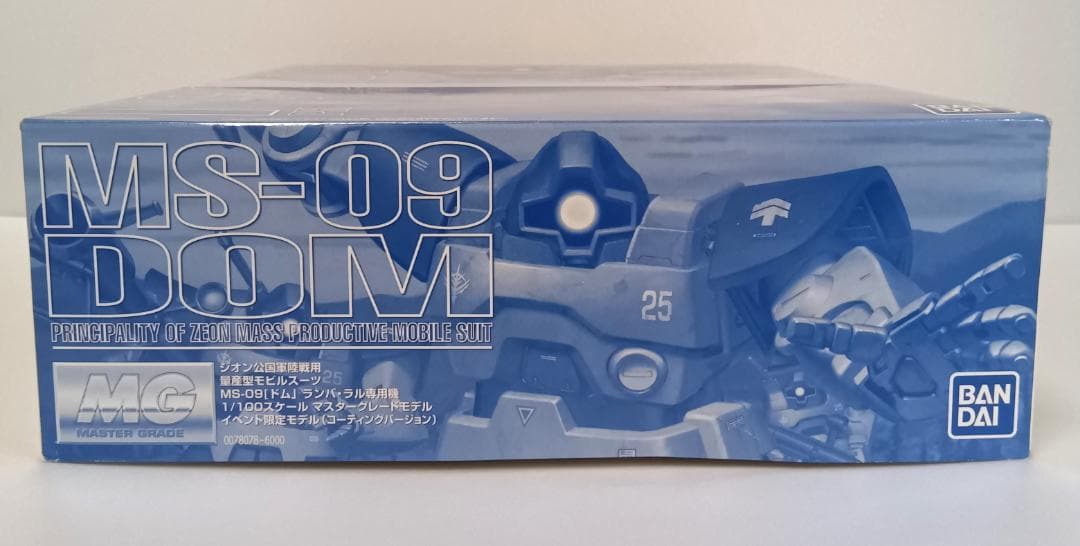 MS-09
DOM
PRINCIPALITY OF ZEON MASS PRODUCTIVE MOBILE SUIT
MG
MASTER GRADE
ジオン公国軍陸戦用
量産型モビルスーツ
MS-09[ドム」 ランバ・ラル専用機
1/100スケール マスターグレードモデル
イベント限定モデル(コーティングバージョン)
0078078-6000
25
25
BAN
DAI
BAN
DAI